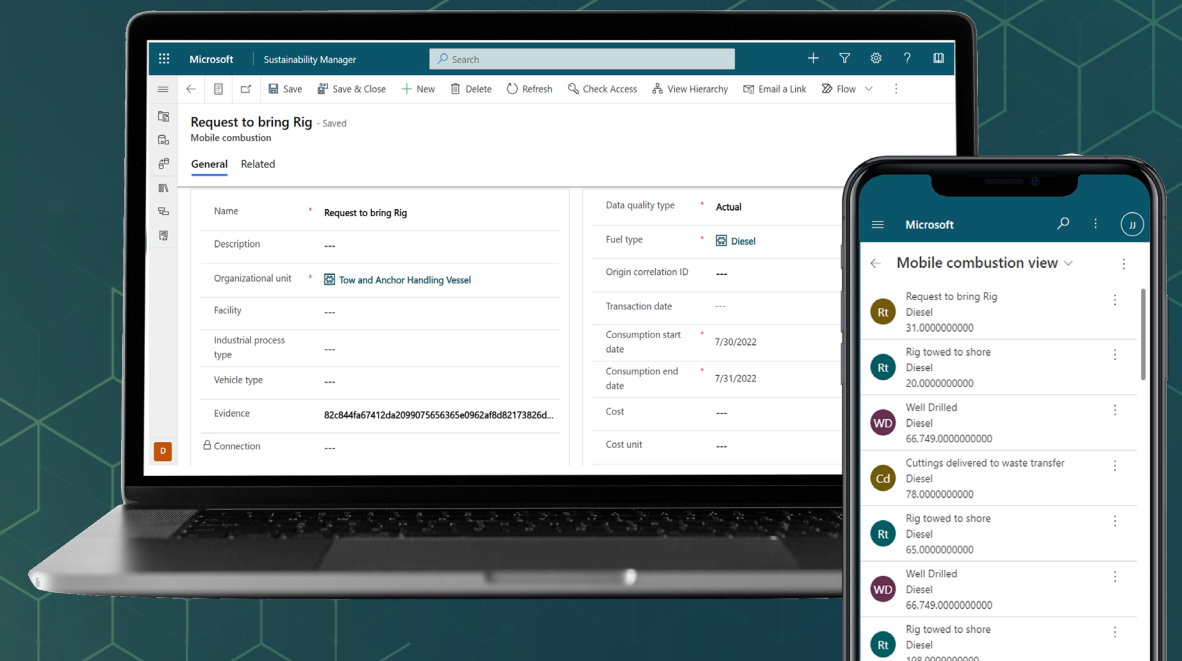 Microsoft Sustainability Manager Search ?
Save Save & Close New Delete Refresh Check Access View Hierarchy Email a Link Flow
Request to bring Rig - Saved
Mobile combustion
General Related
Name * Request to bring Rig
Description ---
Organizational unit * Tow and Anchor Handling Vessel
Facility ---
Industrial process
type ---
Vehicle type ---
Evidence 82c844fa67412da2099075656365e0962af8d82173826d...
Connection ---
D
Data quality type * Actual
Fuel type * Diesel
Origin correlation ID ---
Transaction date ---
Consumption start
date * 7/30/2022
Consumption end
date * 7/31/2022
Cost ---
Cost unit ---
Microsoft JJ
Mobile combustion view
Rt
Request to bring Rig
Diesel
31.0000000000
Rt
Rig towed to shore
Diesel
20.0000000000
WD
Well Drilled
Diesel
66,749.0000000000
Cd
Cuttings delivered to waste transfer
Diesel
78.0000000000
Rt
Rig towed to shore
Diesel
65.0000000000
WD
Well Drilled
Diesel
66,749.0000000000
Rt
Rig towed to shore
Diesel
108.0000000000